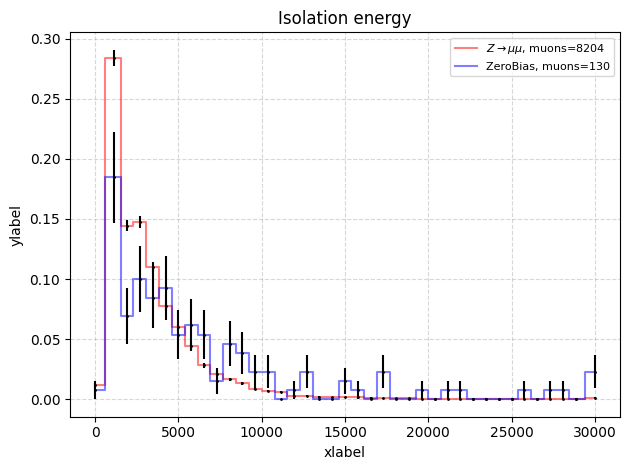 Isolation energy
Z→μμ, muons=8204
ZeroBias, muons=130
ylabel
0.30
0.25
0.20
0.15
0.10
0.05
0.00
0 5000 10000 15000 20000 25000 30000
xlabel